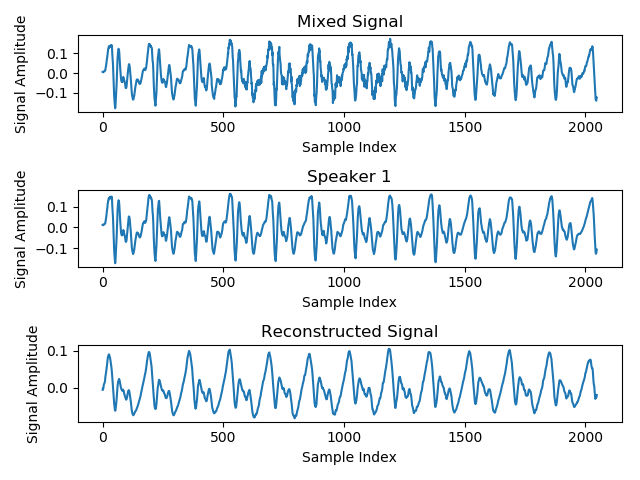 Mixed Signal
Signal Amplitude
0.1
0.0
−0.1
0 500 1000 1500 2000
Sample Index
Speaker 1
Signal Amplitude
0.1
0.0
−0.1
0 500 1000 1500 2000
Sample Index
Reconstructed Signal
Signal Amplitude
0.1
0.0
0 500 1000 1500 2000
Sample Index